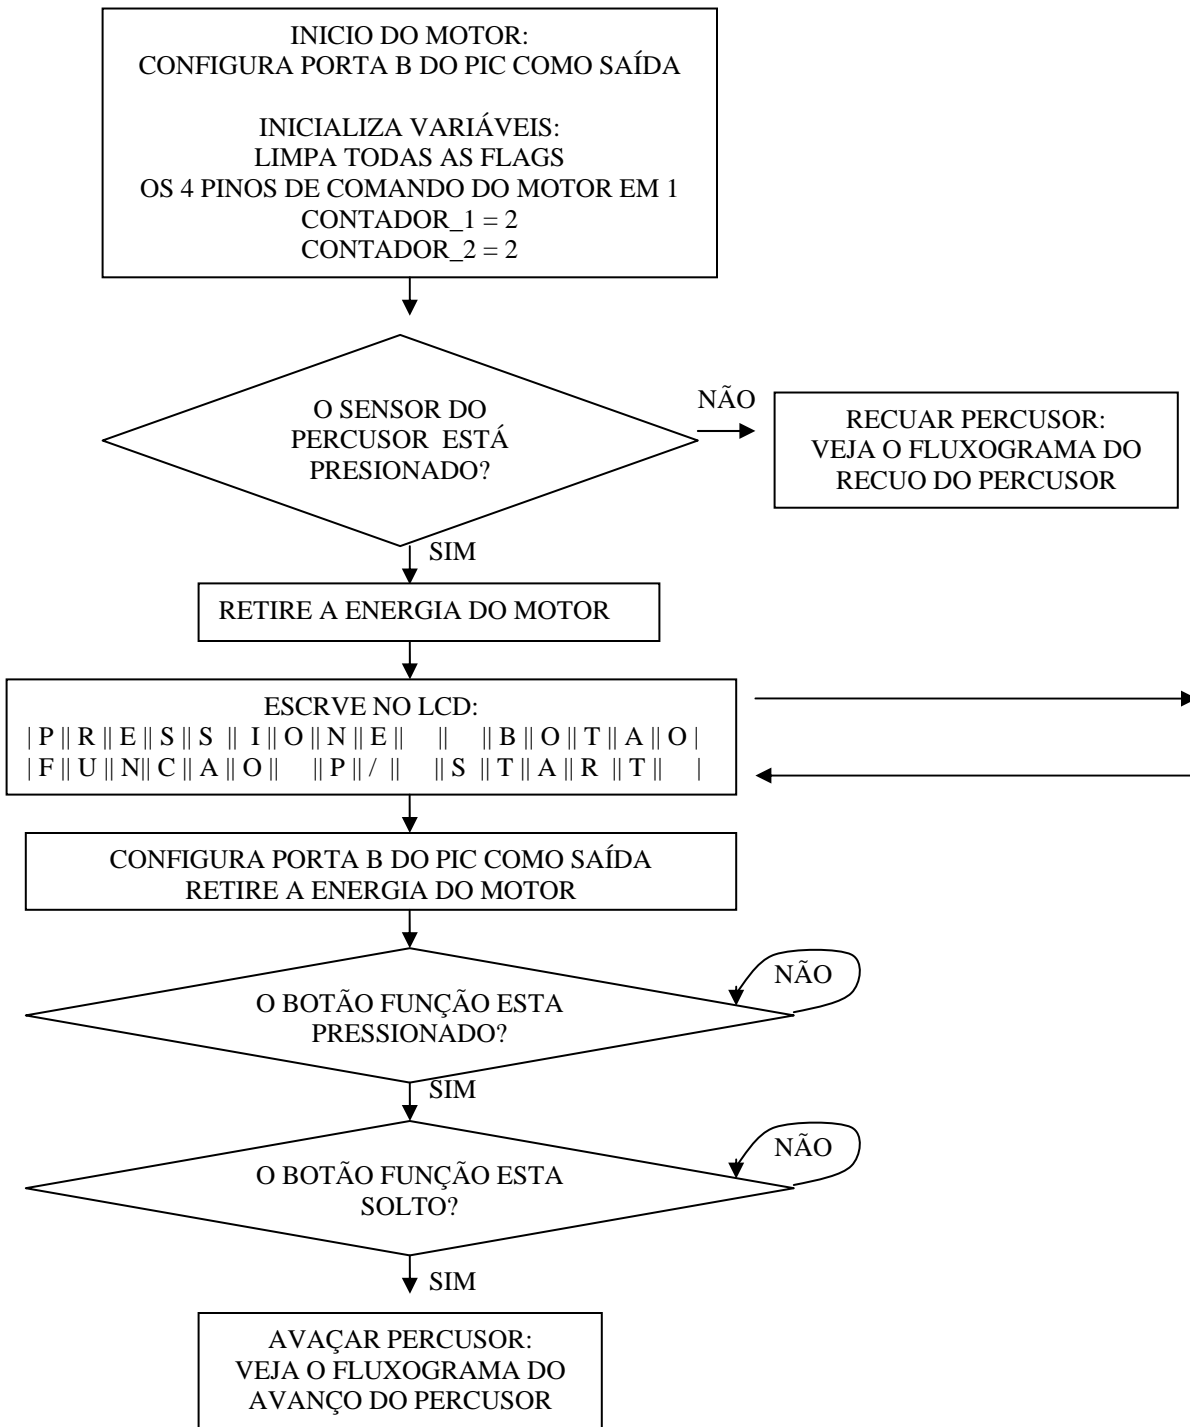 INICIO DO MOTOR:
CONFIGURA PORTA B DO PIC COMO SAÍDA
INICIALIZA VARIÁVEIS:
LIMPA TODAS AS FLAGS
OS 4 PINOS DE COMANDO DO MOTOR EM 1
CONTADOR_1 = 2
CONTADOR_2 = 2
O SENSOR DO
PERCUSOR ESTÁ
PRESIONADO?
NÃO
RECUAR PERCUSOR:
VEJA O FLUXOGRAMA DO
RECUO DO PERCUSOR
SIM
RETIRE A ENERGIA DO MOTOR
ESCRVE NO LCD:
| P || R || E || S || S || I || O || N || E || || || B || O || T || A || O |
| F || U || N || C || A || O || || P || / || || S || T || A || R || T || |
CONFIGURA PORTA B DO PIC COMO SAÍDA
RETIRE A ENERGIA DO MOTOR
O BOTÃO FUNÇÃO ESTA
PRESSIONADO?
NÃO
SIM
O BOTÃO FUNÇÃO ESTA
SOLTO?
NÃO
SIM
AVAÇAR PERCUSOR:
VEJA O FLUXOGRAMA DO
AVANÇO DO PERCUSOR